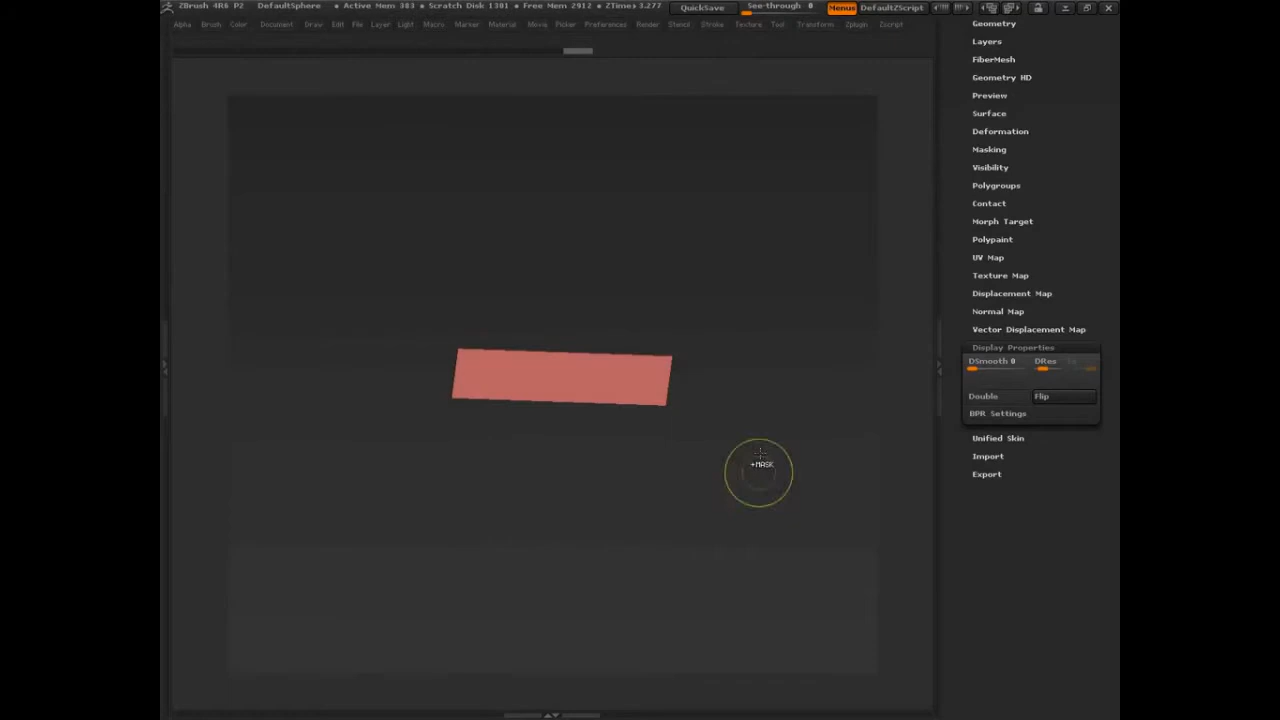 ZBrush 4R6 P2 DefaultSphere • Active Mem 383 • Scratch Disk 1301 • Free Mem 2912 • ZTime▸3.277 QuickSave See-through 0 Menus DefaultZScript
Alpha Brush Color Document Draw Edit File Layer Light Macro Marker Material Movie Picker Preferences Render Stencil Stroke Texture Tool Transform Zplugin Zscript
Geometry
Layers
FiberMesh
Geometry HD
Preview
Surface
Deformation
Masking
Visibility
Polygroups
Contact
Morph Target
Polypaint
UV Map
Texture Map
Displacement Map
Normal Map
Vector Displacement Map
Display Properties
DSmooth 0 DRes
Double Flip
BPR Settings
Unified Skin
Import
Export
+MASK